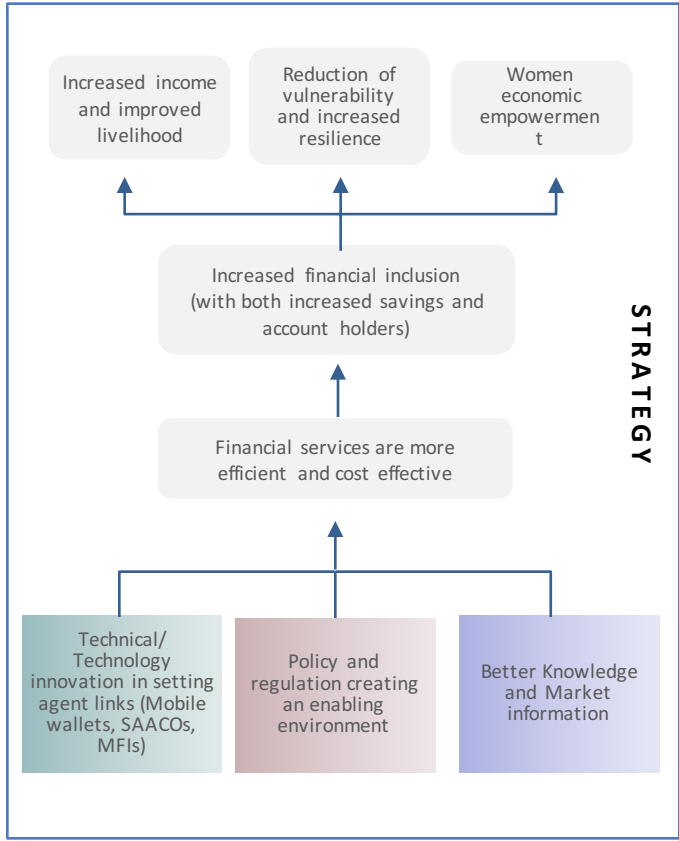 Increased income
and improved
livelihood
Reduction of
vulnerability
and increased
resilience
Women
economic
empowermen
t
Increased financial inclusion
(with both increased savings and
account holders)
STRATEGY
Financial services are more
efficient and cost effective
Technical/
Technology
innovation in setting
agent links (Mobile
wallets, SAACOs,
MFIs)
Policy and
regulation creating
an enabling
environment
Better Knowledge
and Market
information